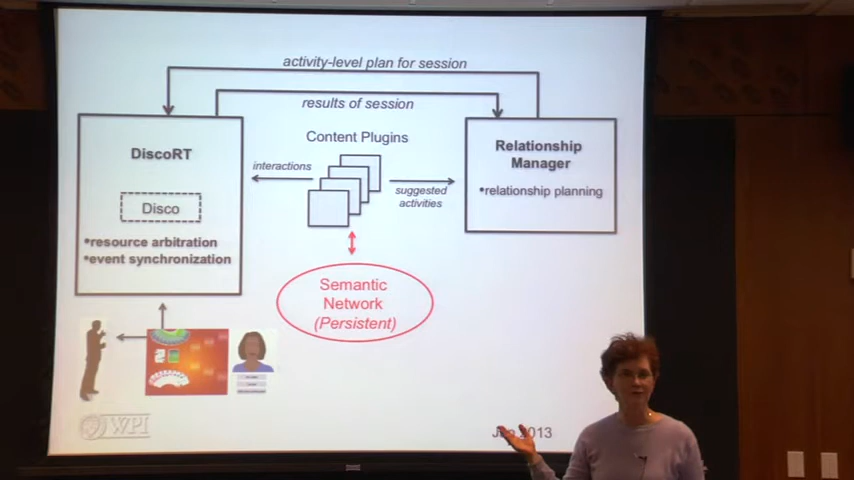 activity-level plan for session
results of session
Content Plugins
DiscoRT
Relationship
Manager
interactions
suggested
activities
•relationship planning
Disco
•resource arbitration
•event synchronization
Semantic
Network
(Persistent)
WPI
2013